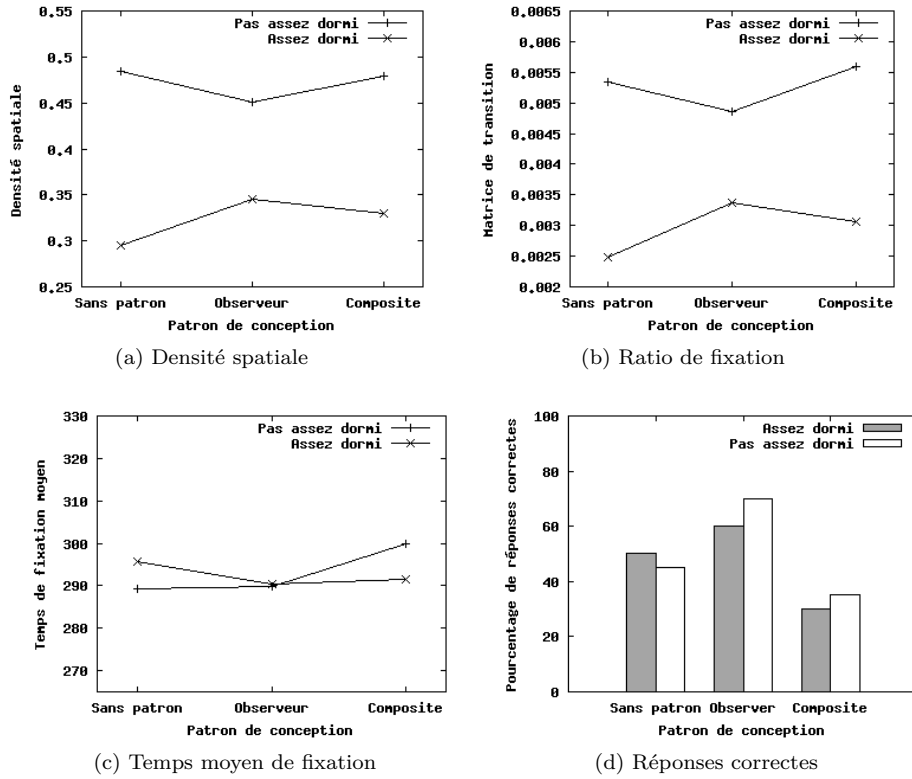 0.55
0.5
0.45
0.4
0.35
0.3
0.25
Densité spatiale
Pas assez dormi
Assez dormi
Sans patron Observeur Composite
Patron de conception
(a) Densité spatiale
0.0065
0.006
0.0055
0.005
0.0045
0.004
0.0035
0.003
0.0025
0.002
Matrice de transition
Pas assez dormi
Assez dormi
Sans patron Observeur Composite
Patron de conception
(b) Ratio de fixation
330
320
310
300
290
280
270
Temps de fixation moyen
Pas assez dormi
Assez dormi
Sans patron Observeur Composite
Patron de conception
(c) Temps moyen de fixation
100
80
60
40
20
0
Pourcentage de réponses correctes
Assez dormi
Pas assez dormi
Sans patron Observer Composite
Patron de conception
(d) Réponses correctes